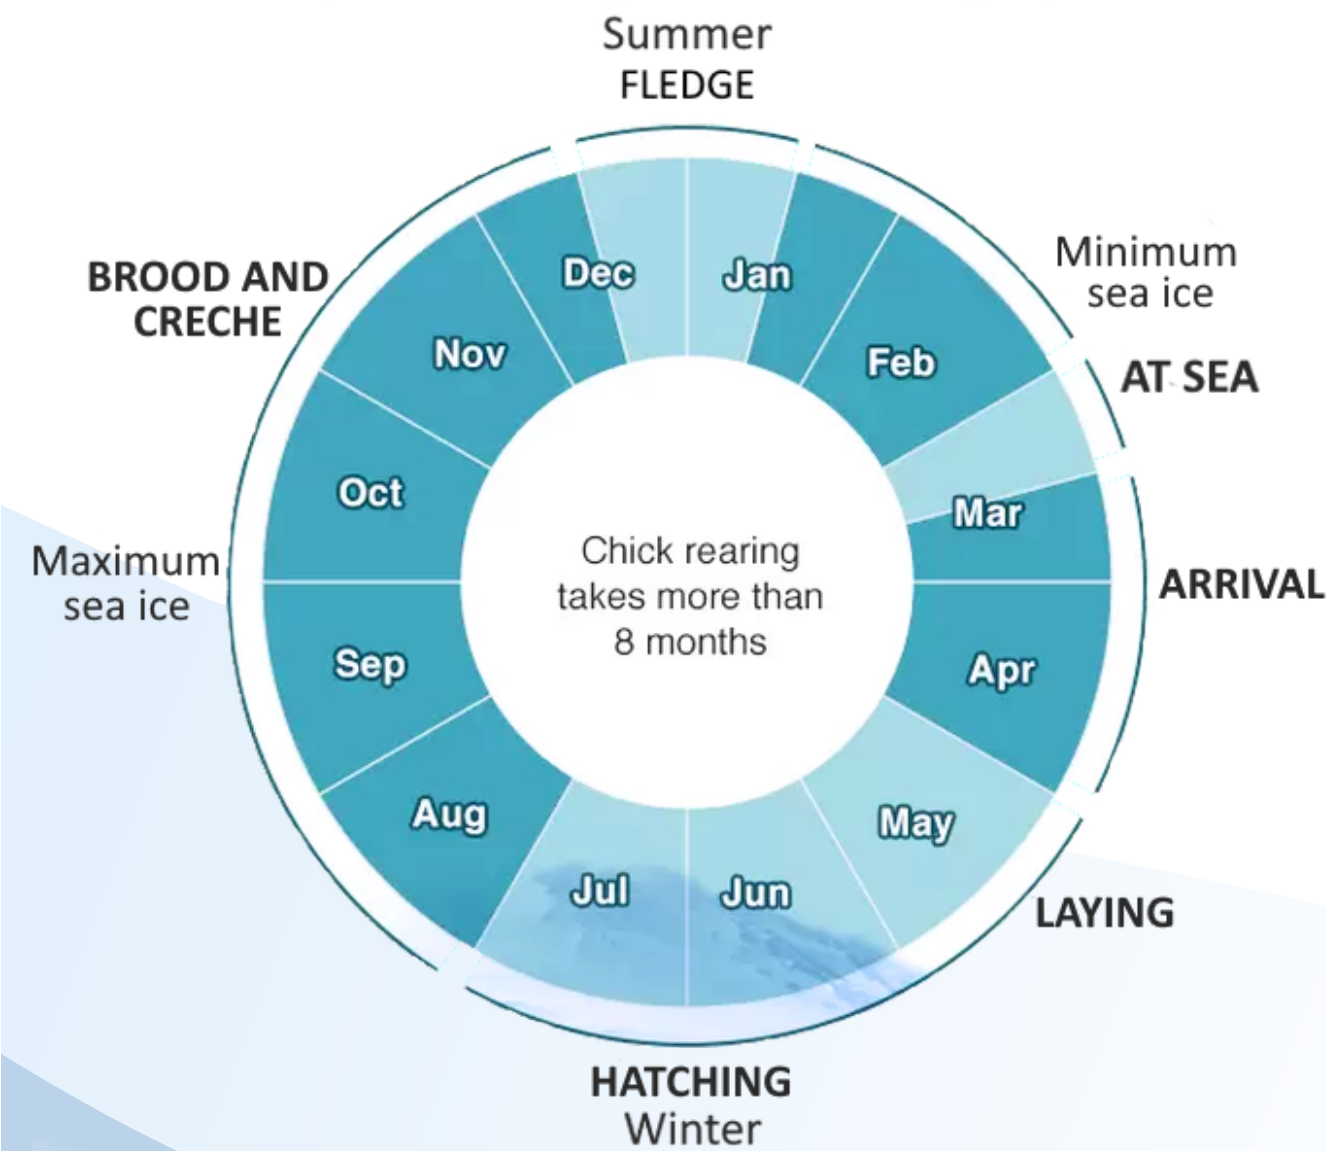 Summer
FLEDGE
Minimum
sea ice
AT SEA
ARRIVAL
LAYING
HATCHING
Winter
Maximum
sea ice
BROOD AND
CRECHE
Jan
Feb
Mar
Apr
May
Jun
Jul
Aug
Sep
Oct
Nov
Dec
Chick rearing
takes more than
8 months